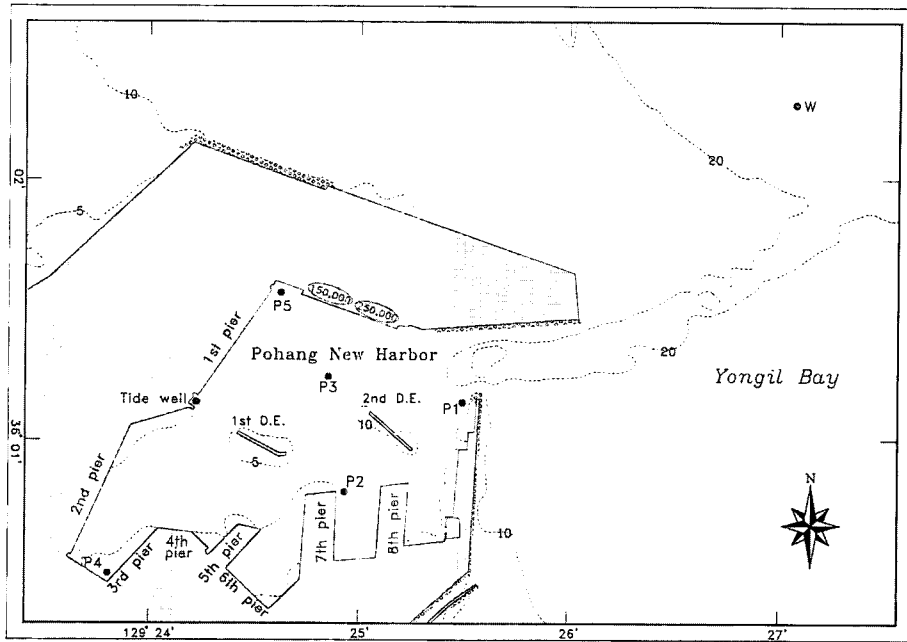 10
W
20
02'
5
P5
150,000
250,000
1st pier
Pohang New Harbor
P3
20
Yongil Bay
Tide well
1st D.E.
2nd D.E.
10
P1
36° 01'
5
2nd pier
P2
N
7th pier
8th pier
10
4th pier
5th pier
6th pier
P4
3rd pier
129° 24'
25'
26'
27'